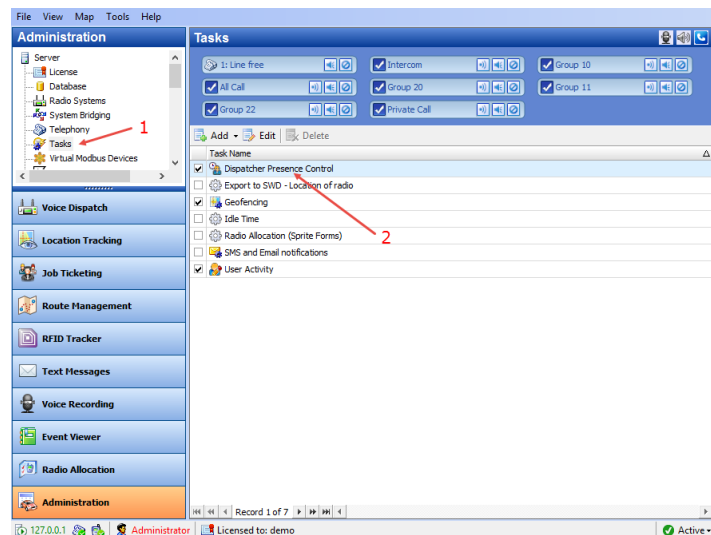 File View Map Tools Help
Administration
Tasks
Server
License
Database
Radio Systems
System Bridging
Telephony
Tasks
Virtual Modbus Devices
1
1: Line free
Intercom
Group 10
All Call
Group 20
Group 11
Group 22
Private Call
Add Edit Delete
Task Name
Dispatcher Presence Control
Export to SWD - Location of radio
Geofencing
Idle Time
Radio Allocation (Sprite Forms)
SMS and Email notifications
User Activity
2
Voice Dispatch
Location Tracking
Job Ticketing
Route Management
RFID Tracker
Text Messages
Voice Recording
Event Viewer
Radio Allocation
Administration
Record 1 of 7
127.0.0.1 Administrator Licensed to: demo Active